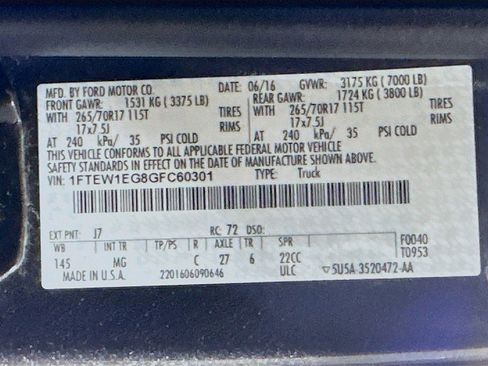 MFD. BY FORD MOTOR CO. DATE: 06/16 GVWR: 3175 KG (7000 LB)
FRONT GAWR: 1531 KG (3375 LB) REAR GAWR: 1724 KG (3800 LB)
265/70R17 115T TIRES 265/70R17 115T TIRES
17x7.5J RIMS 17x7.5J RIMS
AT 240 kPa/ 35 PSI COLD AT 240 kPa/ 35 PSI COLD
THIS VEHICLE CONFORMS TO ALL APPLICABLE FEDERAL MOTOR VEHICLE
SAFETY STANDARDS IN EFFECT ON THE DATE OF MANUFACTURE SHOWN ABOVE.
VIN: 1FTEW1EG8GFC60301 TYPE: Truck
EXT PNT: J7 RC: 72 DSO: F0040
WB INT TR TP/PS R AXLE TR SPR T0953
145 MG C 27 6 22CC
MADE IN U.S.A. 2201606090646 ULC ▽5U5A-3520472-AA